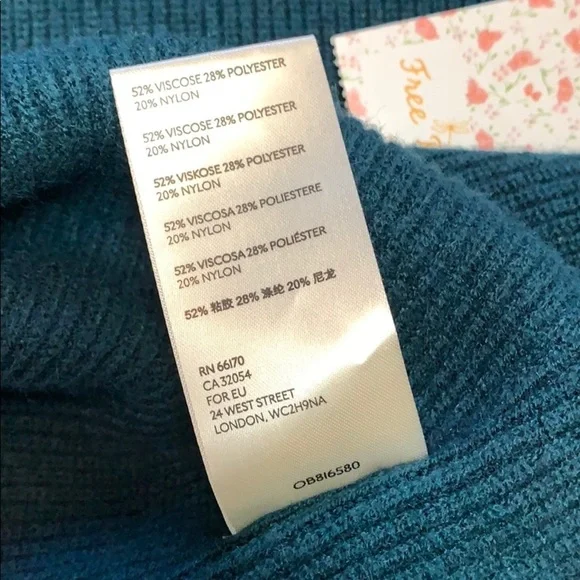 52% VISCOSE 28% POLYESTER
20% NYLON
52% VISCOSE 28% POLYESTER
20% NYLON
52% VISKOSE 28% POLYESTER
20% NYLON
52% VISCOSA 28% POLIESTERE
20% NYLON
52% VISCOSA 28% POLIÉSTER
20% NYLON
52% 粘胶 28% 涤纶 20% 尼龙
RN 66170
CA 32054
FOR EU
24 WEST STREET
LONDON, WC2H9NA
OB816580
Free